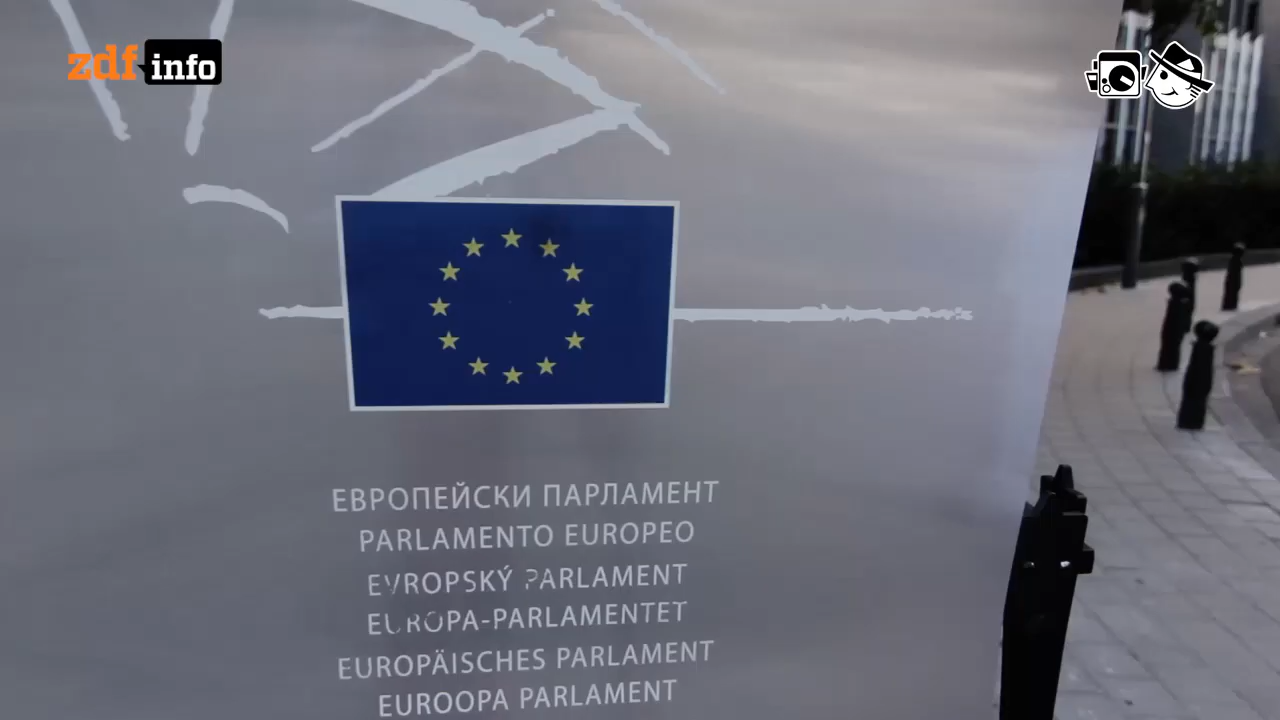 zdf info
ЕВРОПЕЙСКИ ПАРЛАМЕНТ
PARLAMENTO EUROPEO
EVROPSKÝ PARLAMENT
EUROPA-PARLAMENTET
EUROPÄISCHES PARLAMENT
EUROOPA PARLAMENT